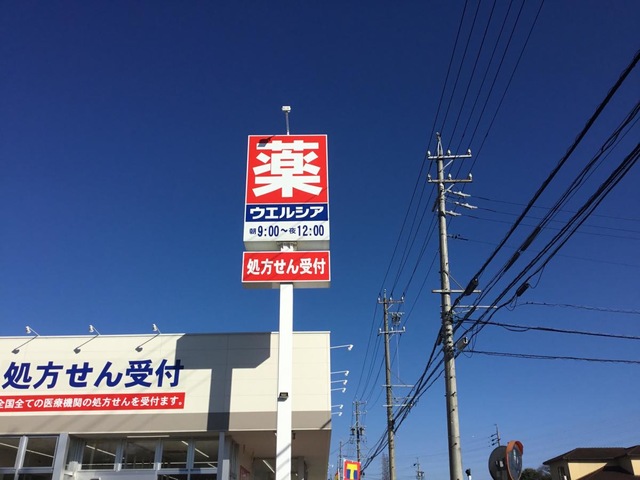 薬
ウエルシア
朝9:00～夜12:00
処方せん受付
処方せん受付
全国全ての医療機関の処方せんを受付ます。
T